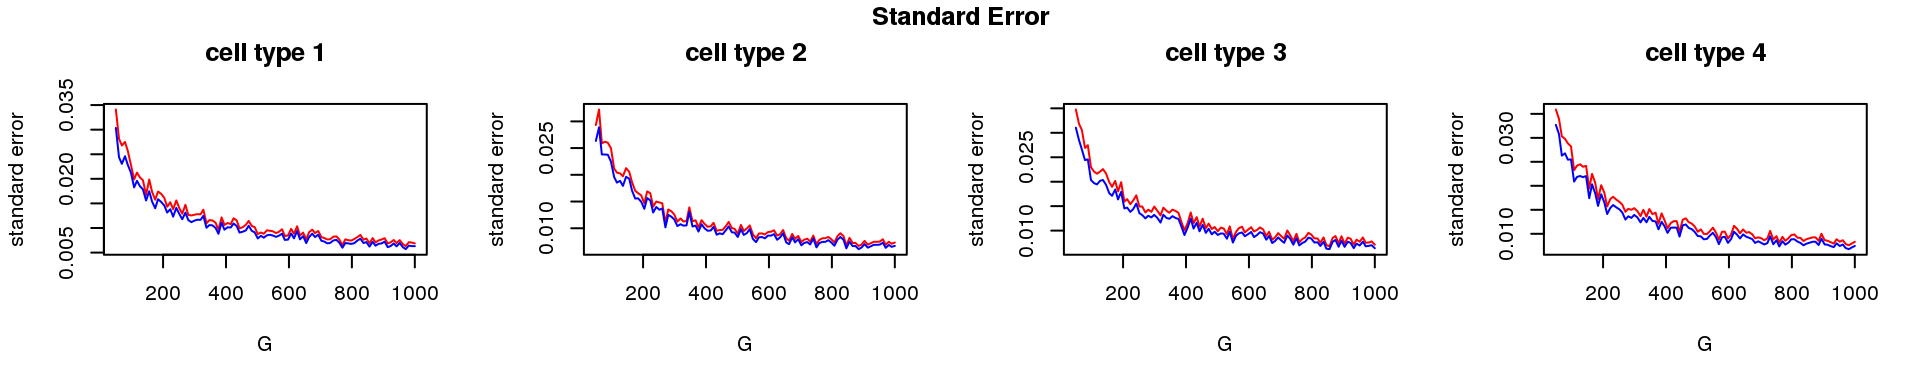 Standard Error
cell type 1
standard error
0.035
0.020
0.005
200 400 600 800 1000
G
cell type 2
standard error
0.025
0.010
200 400 600 800 1000
G
cell type 3
standard error
0.025
0.010
200 400 600 800 1000
G
cell type 4
standard error
0.030
0.010
200 400 600 800 1000
G